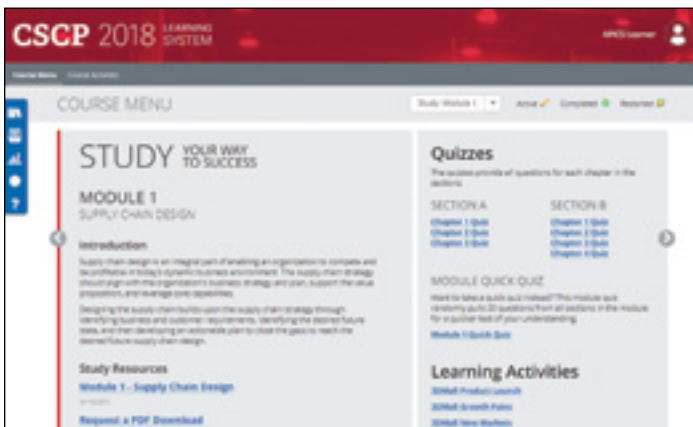 CSCP 2018 LEARNING SYSTEM
APICS Learner
Course Menu Course Activities
COURSE MENU
Study Module 1
Active Completed Restarted
STUDY YOUR WAY TO SUCCESS
MODULE 1
SUPPLY CHAIN DESIGN
Introduction
Supply chain design is an integral part of enabling an organization to compete and
be profitable in today's dynamic business environment. The supply chain strategy
should align with the organization's business strategy and plan, support the value
proposition, and leverage core capabilities.
Designing the supply chain builds upon the supply chain strategy through
identifying business and customer requirements, identifying the desired future
state, and then developing an actionable plan to close the gaps to reach the
desired future supply chain design.
Study Resources
Module 1 - Supply Chain Design
Request a PDF Download
Quizzes
The quizzes provide all questions for each chapter in the
sections.
SECTION A
Chapter 1 Quiz
Chapter 2 Quiz
Chapter 3 Quiz
SECTION B
Chapter 1 Quiz
Chapter 2 Quiz
Chapter 3 Quiz
Chapter 4 Quiz
MODULE QUICK QUIZ
Want to take a quick quiz instead? This module quiz
randomly pulls 20 questions from all sections in the module
for a quicker test of your understanding.
Module 1 Quick Quiz
Learning Activities
Product Launch
Growth Pains
New Markets